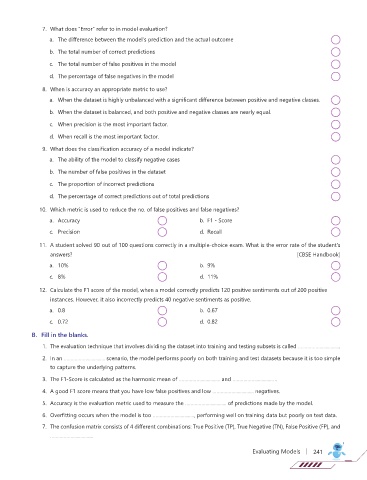 7. What does "Error" refer to in model evaluation?
a. The difference between the model's prediction and the actual outcome
b. The total number of correct predictions
c. The total number of false positives in the model
d. The percentage of false negatives in the model
8. When is accuracy an appropriate metric to use?
a. When the dataset is highly unbalanced with a significant difference between positive and negative classes.
b. When the dataset is balanced, and both positive and negative classes are nearly equal.
c. When precision is the most important factor.
d. When recall is the most important factor.
9. What does the classification accuracy of a model indicate?
a. The ability of the model to classify negative cases
b. The number of false positives in the dataset
c. The proportion of incorrect predictions
d. The percentage of correct predictions out of total predictions
10. Which metric is used to reduce the no. of false positives and false negatives?
a. Accuracy b. F1 - Score
c. Precision d. Recall
11. A student solved 90 out of 100 questions correctly in a multiple-choice exam. What is the error rate of the student's
answers? [CBSE Handbook]
a. 10% b. 9%
c. 8% d. 11%
12. Calculate the F1 score of the model, when a model correctly predicts 120 positive sentiments out of 200 positive
instances. However, it also incorrectly predicts 40 negative sentiments as positive.
a. 0.8 b. 0.67
c. 0.72 d. 0.82
B. Fill in the blanks.
1. The evaluation technique that involves dividing the dataset into training and testing subsets is called ........................
2. In an ........................ scenario, the model performs poorly on both training and test datasets because it is too simple
to capture the underlying patterns.
3. The F1-Score is calculated as the harmonic mean of ........................ and ........................
4. A good F1 score means that you have low false positives and low ........................ negatives.
5. Accuracy is the evaluation metric used to measure the ........................ of predictions made by the model.
6. Overfitting occurs when the model is too ........................, performing well on training data but poorly on test data.
7. The confusion matrix consists of 4 different combinations: True Positive (TP), True Negative (TN), False Positive (FP), and
........................
Evaluating Models | 241